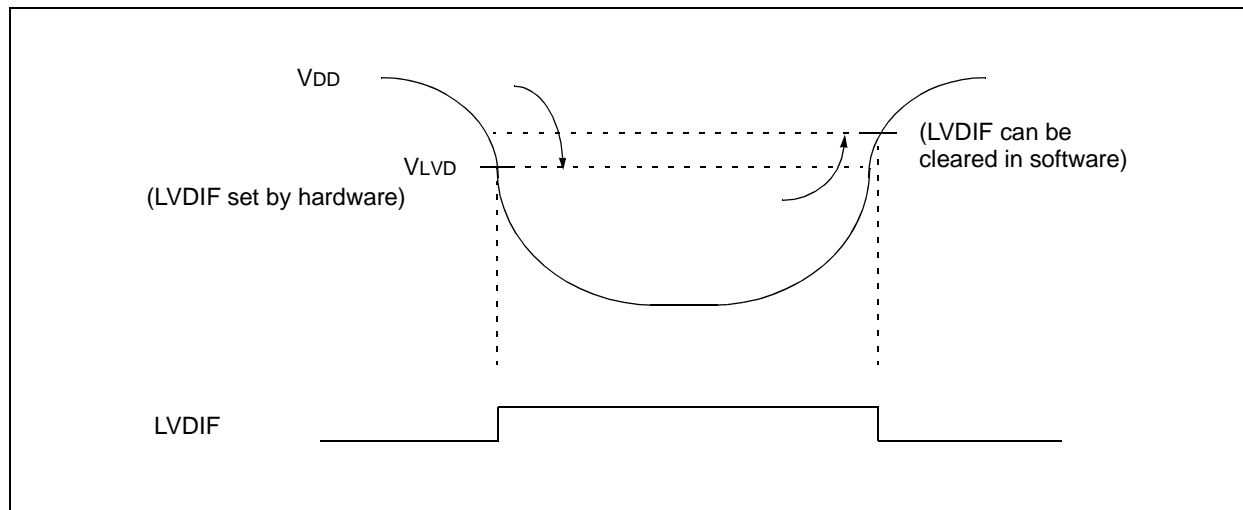 VDD
(LVDIF can be
cleared in software)
VLVD
(LVDIF set by hardware)
LVDIF